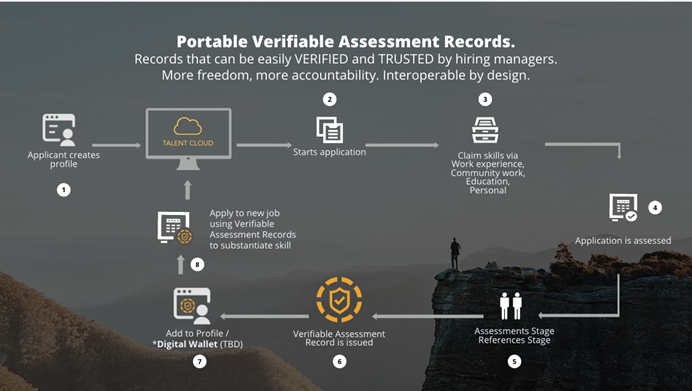 Portable Verifiable Assessment Records.
Records that can be easily VERIFIED and TRUSTED by hiring managers.
More freedom, more accountability. Interoperable by design.
1
Applicant creates
profile
TALENT CLOUD
2
Starts application
3
Claim skills via
Work experience,
Community work,
Education,
Personal
4
Application is assessed
5
Assessments Stage
References Stage
6
Verifiable Assessment
Record is issued
7
Add to Profile /
*Digital Wallet (TBD)
8
Apply to new job
using Verifiable
Assessment Records
to substantiate skill